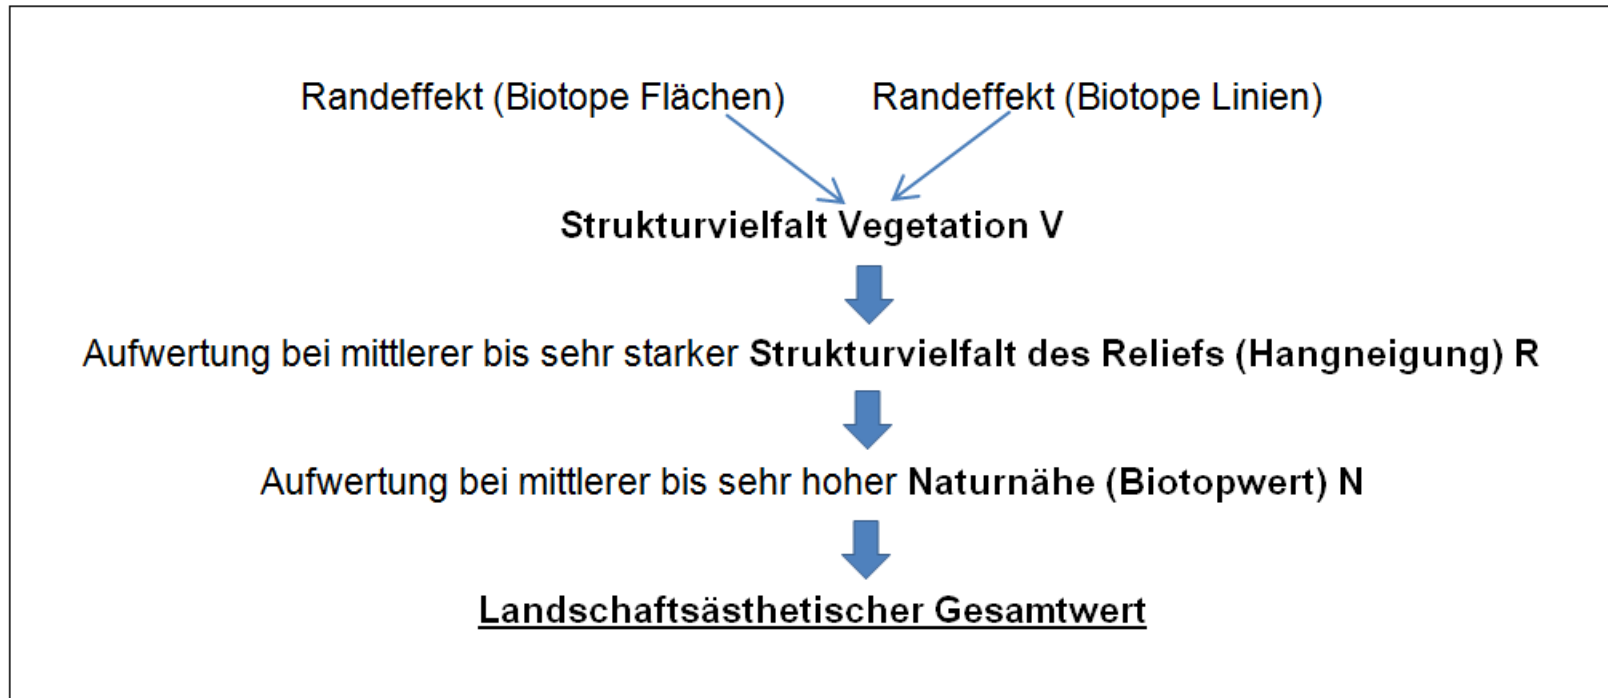 Randeffekt (Biotope Flächen) Randeffekt (Biotope Linien)
Strukturvielfalt Vegetation V
Aufwertung bei mittlerer bis sehr starker Strukturvielfalt des Reliefs (Hangneigung) R
Aufwertung bei mittlerer bis sehr hoher Naturnähe (Biotopwert) N
Landschaftsästhetischer Gesamtwert